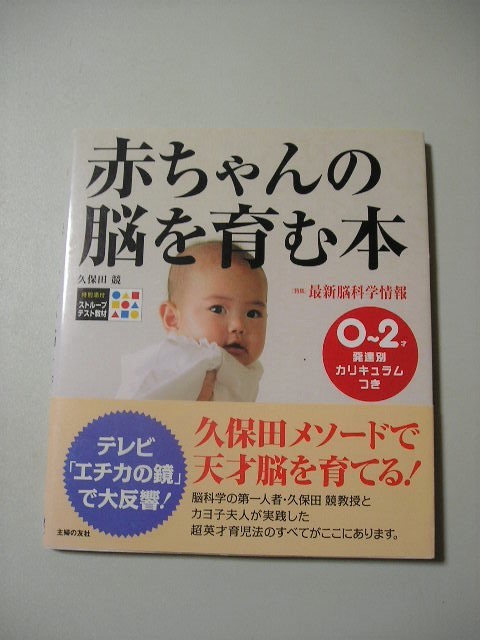 赤ちゃんの
脳を育む本
久保田 競
特別添付
ストループ
テスト教材
[特集] 最新脳科学情報
0~2才
発達別
カリキュラム
つき
テレビ
「エチカの鏡」
で大反響!
久保田メソードで
天才脳を育てる!
脳科学の第一人者・久保田 競教授と
カヨ子夫人が実践した
超英才育児法のすべてがここにあります。
主婦の友社